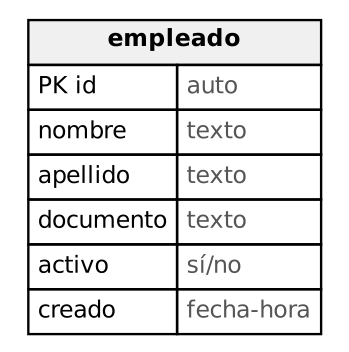 empleado
PK id auto
nombre texto
apellido texto
documento texto
activo sí/no
creado fecha-hora